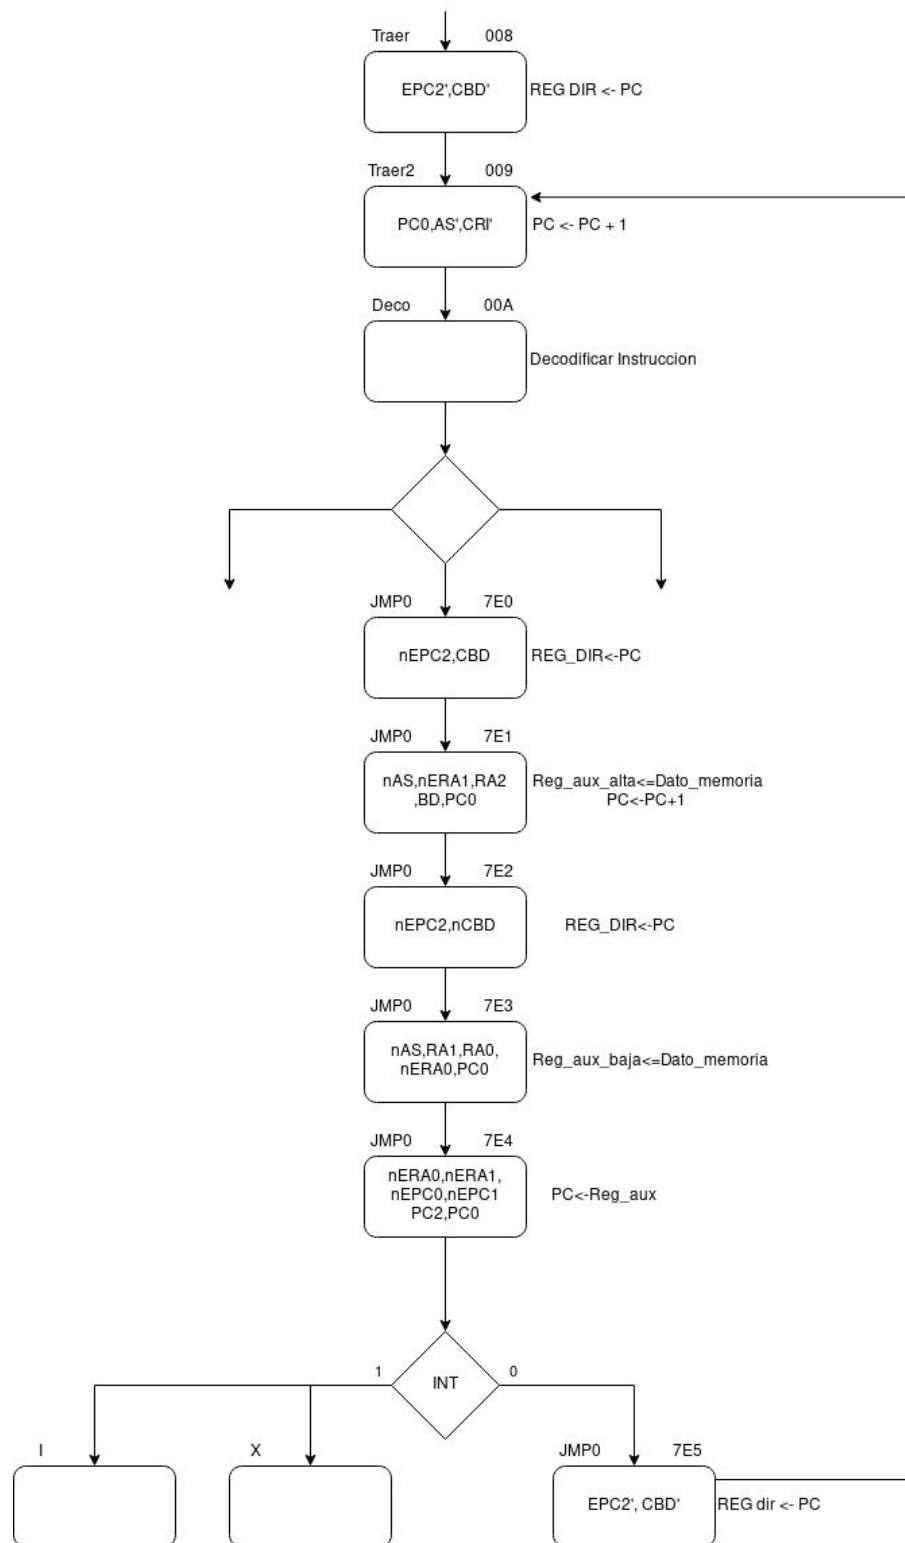 Traer 008
EPC2',CBD' REG DIR <- PC
Traer2 009
PC0,AS',CRI' PC <- PC + 1
Deco 00A
Decodificar Instruccion
JMP0 7E0
nEPC2,CBD REG_DIR<-PC
JMP0 7E1
nAS,nERA1,RA2 Reg_aux_alta<=Dato_memoria
,BD,PC0 PC<-PC+1
JMP0 7E2
nEPC2,nCBD REG_DIR<-PC
JMP0 7E3
nAS,RA1,RA0,
nERA0,PC0 Reg_aux_baja<=Dato_memoria
JMP0 7E4
nERA0,nERA1,
nEPC0,nEPC1 PC<-Reg_aux
PC2,PC0
1 INT 0
I X JMP0 7E5
EPC2', CBD' REG dir <- PC